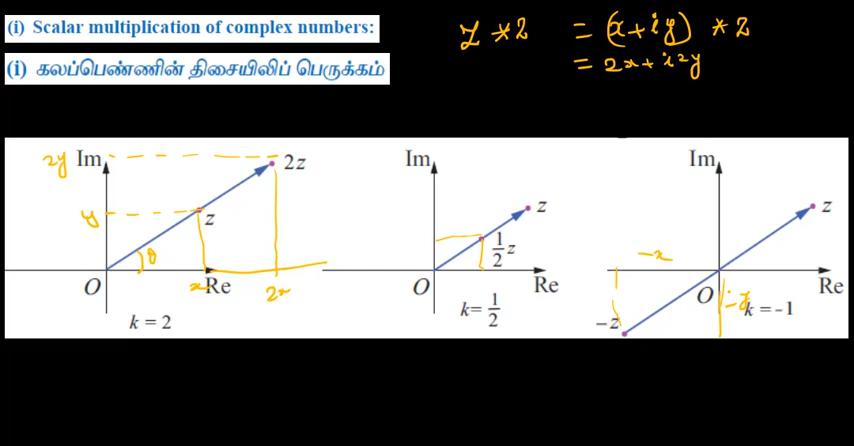 (i) Scalar multiplication of complex numbers:
z * 2 = (x+iy) * 2
(i) கலப்பெண்ணின் திசையிலிப் பெருக்கம்
= 2x+i2y
2y Im 2z
y z
θ
O x Re 2x
k = 2
Im
z
1/2 z
O Re
k= 1/2
Im
z
-x
O Re
-z -y k = -1